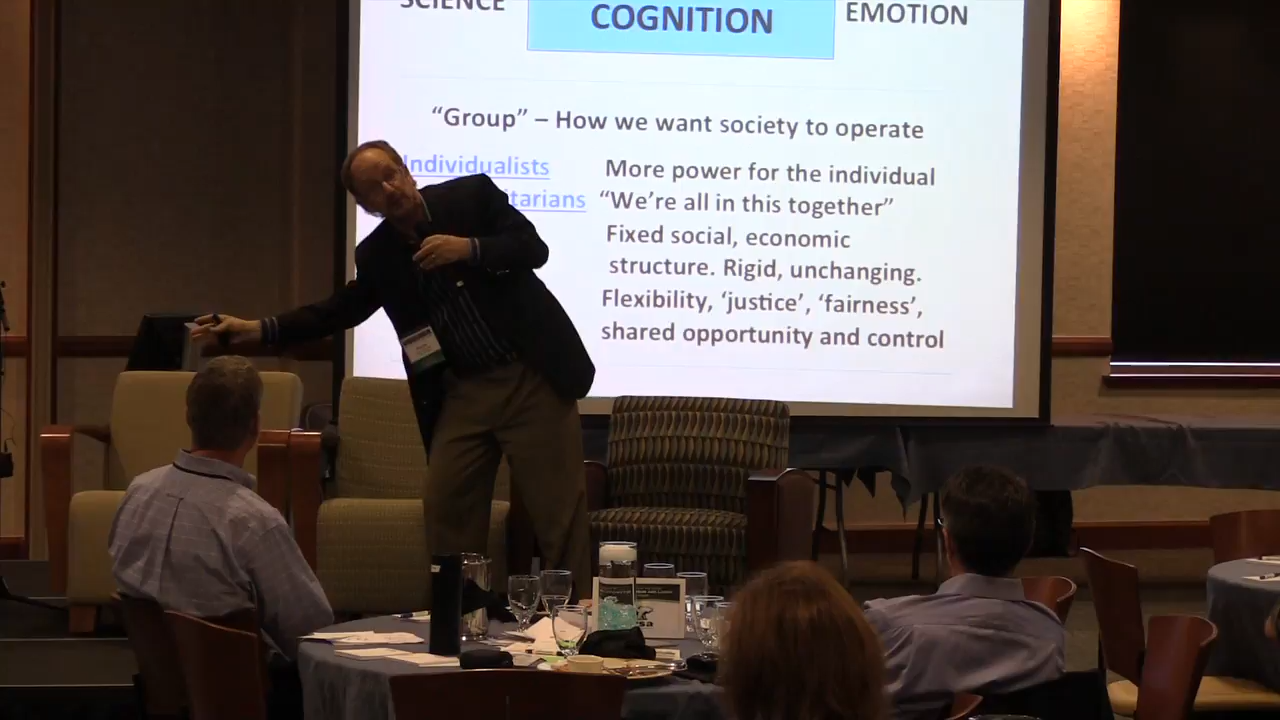 SCIENCE
COGNITION
EMOTION
“Group” – How we want society to operate
Individualists More power for the individual
itarians “We’re all in this together”
Fixed social, economic
structure. Rigid, unchanging.
Flexibility, ‘justice’, ‘fairness’,
shared opportunity and control